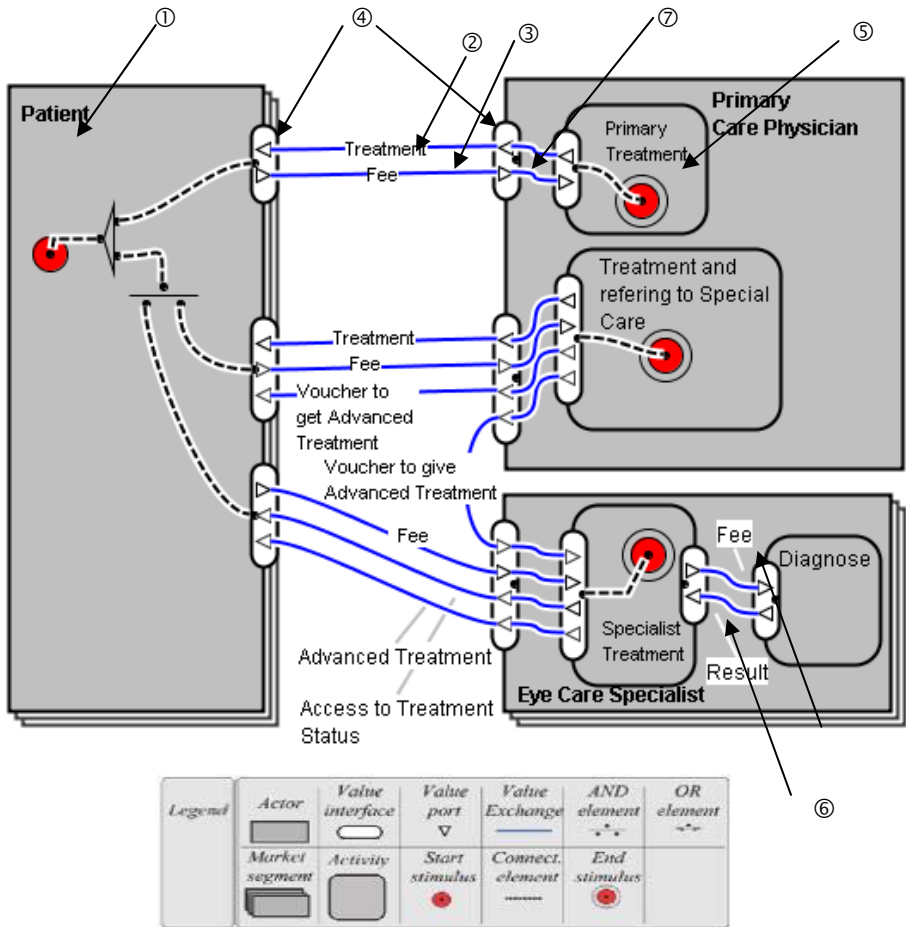 ① ④ ② ③ ⑦ ⑤
Patient
Primary
Care Physician
Primary
Treatment
Treatment
Fee
Treatment and
refering to Special
Care
Treatment
Fee
Voucher to
get Advanced
Treatment
Voucher to give
Advanced Treatment
Fee
Fee
Diagnose
Specialist
Treatment
Advanced Treatment
Result
Eye Care Specialist
Access to Treatment
Status
⑥
Legend
Actor
Value
interface
Value
port
Value
Exchange
AND
element
OR
element
Market
segment
Activity
Start
stimulus
Connect.
element
End
stimulus